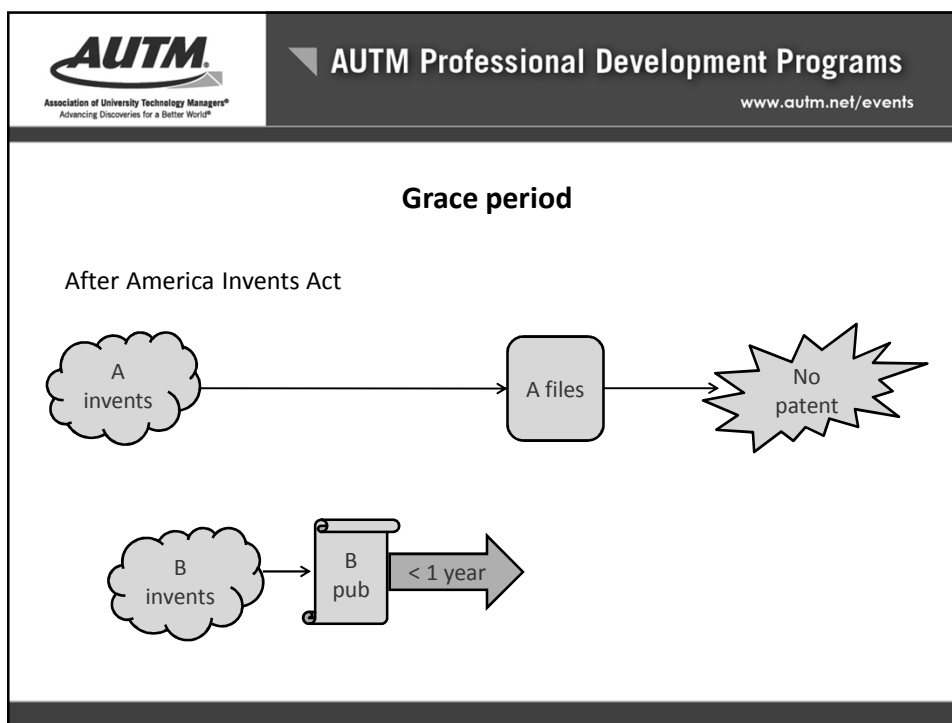 AUTM®
Association of University Technology Managers®
Advancing Discoveries for a Better World®
AUTM Professional Development Programs
www.autm.net/events
Grace period
After America Invents Act
A
invents
A files
No
patent
B
invents
B
pub
< 1 year